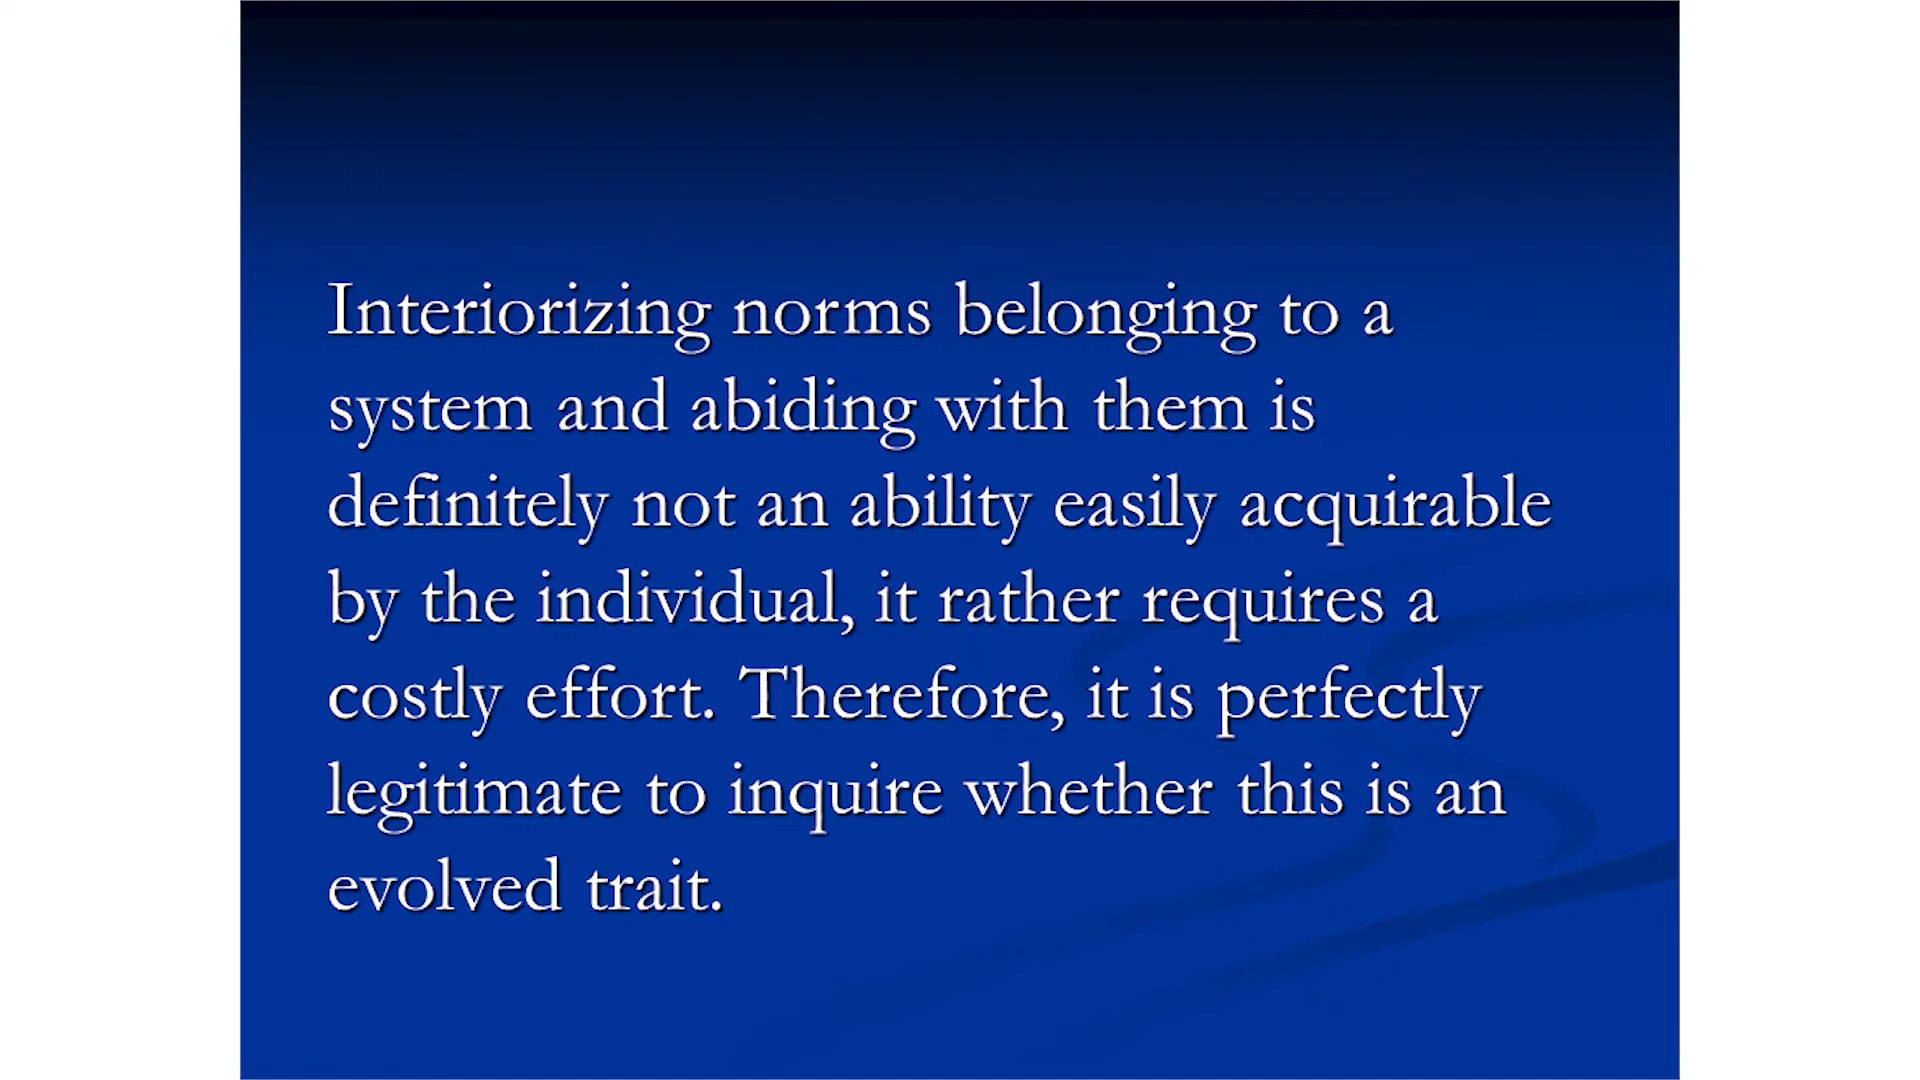 Interiorizing norms belonging to a
system and abiding with them is
definitely not an ability easily acquirable
by the individual, it rather requires a
costly effort. Therefore, it is perfectly
legitimate to inquire whether this is an
evolved trait.